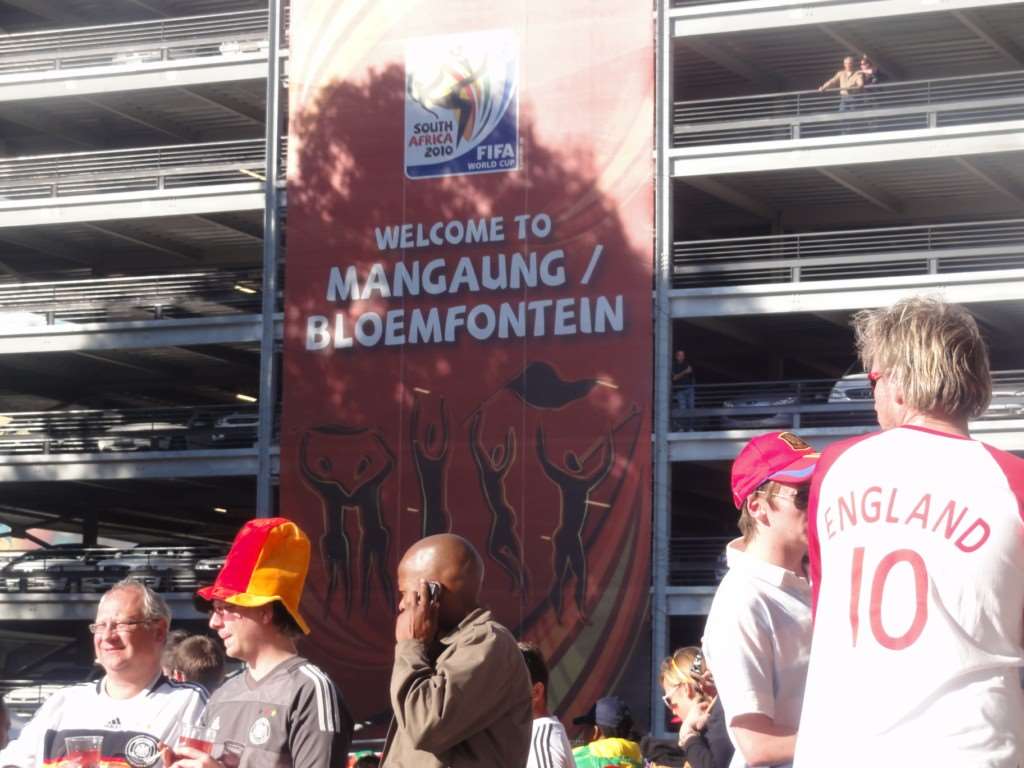 SOUTH
AFRICA
2010
FIFA
WORLD CUP
WELCOME TO
MANGAUNG /
BLOEMFONTEIN
ENGLAND
10